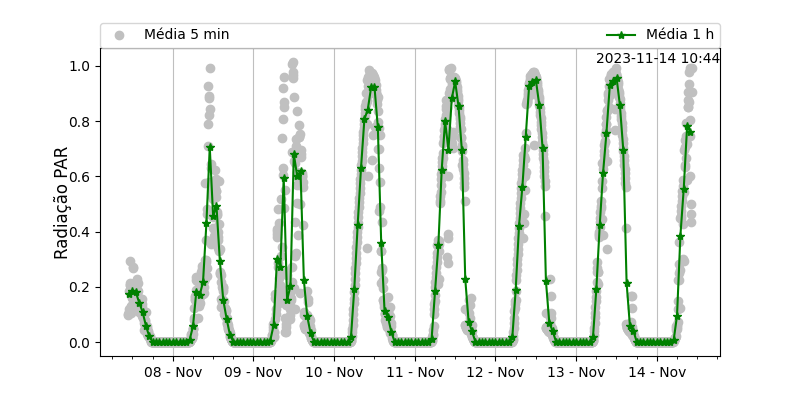 Média 5 min
Média 1 h
2023-11-14 10:44
Radiação PAR
1.0
0.8
0.6
0.4
0.2
0.0
08 - Nov
09 - Nov
10 - Nov
11 - Nov
12 - Nov
13 - Nov
14 - Nov